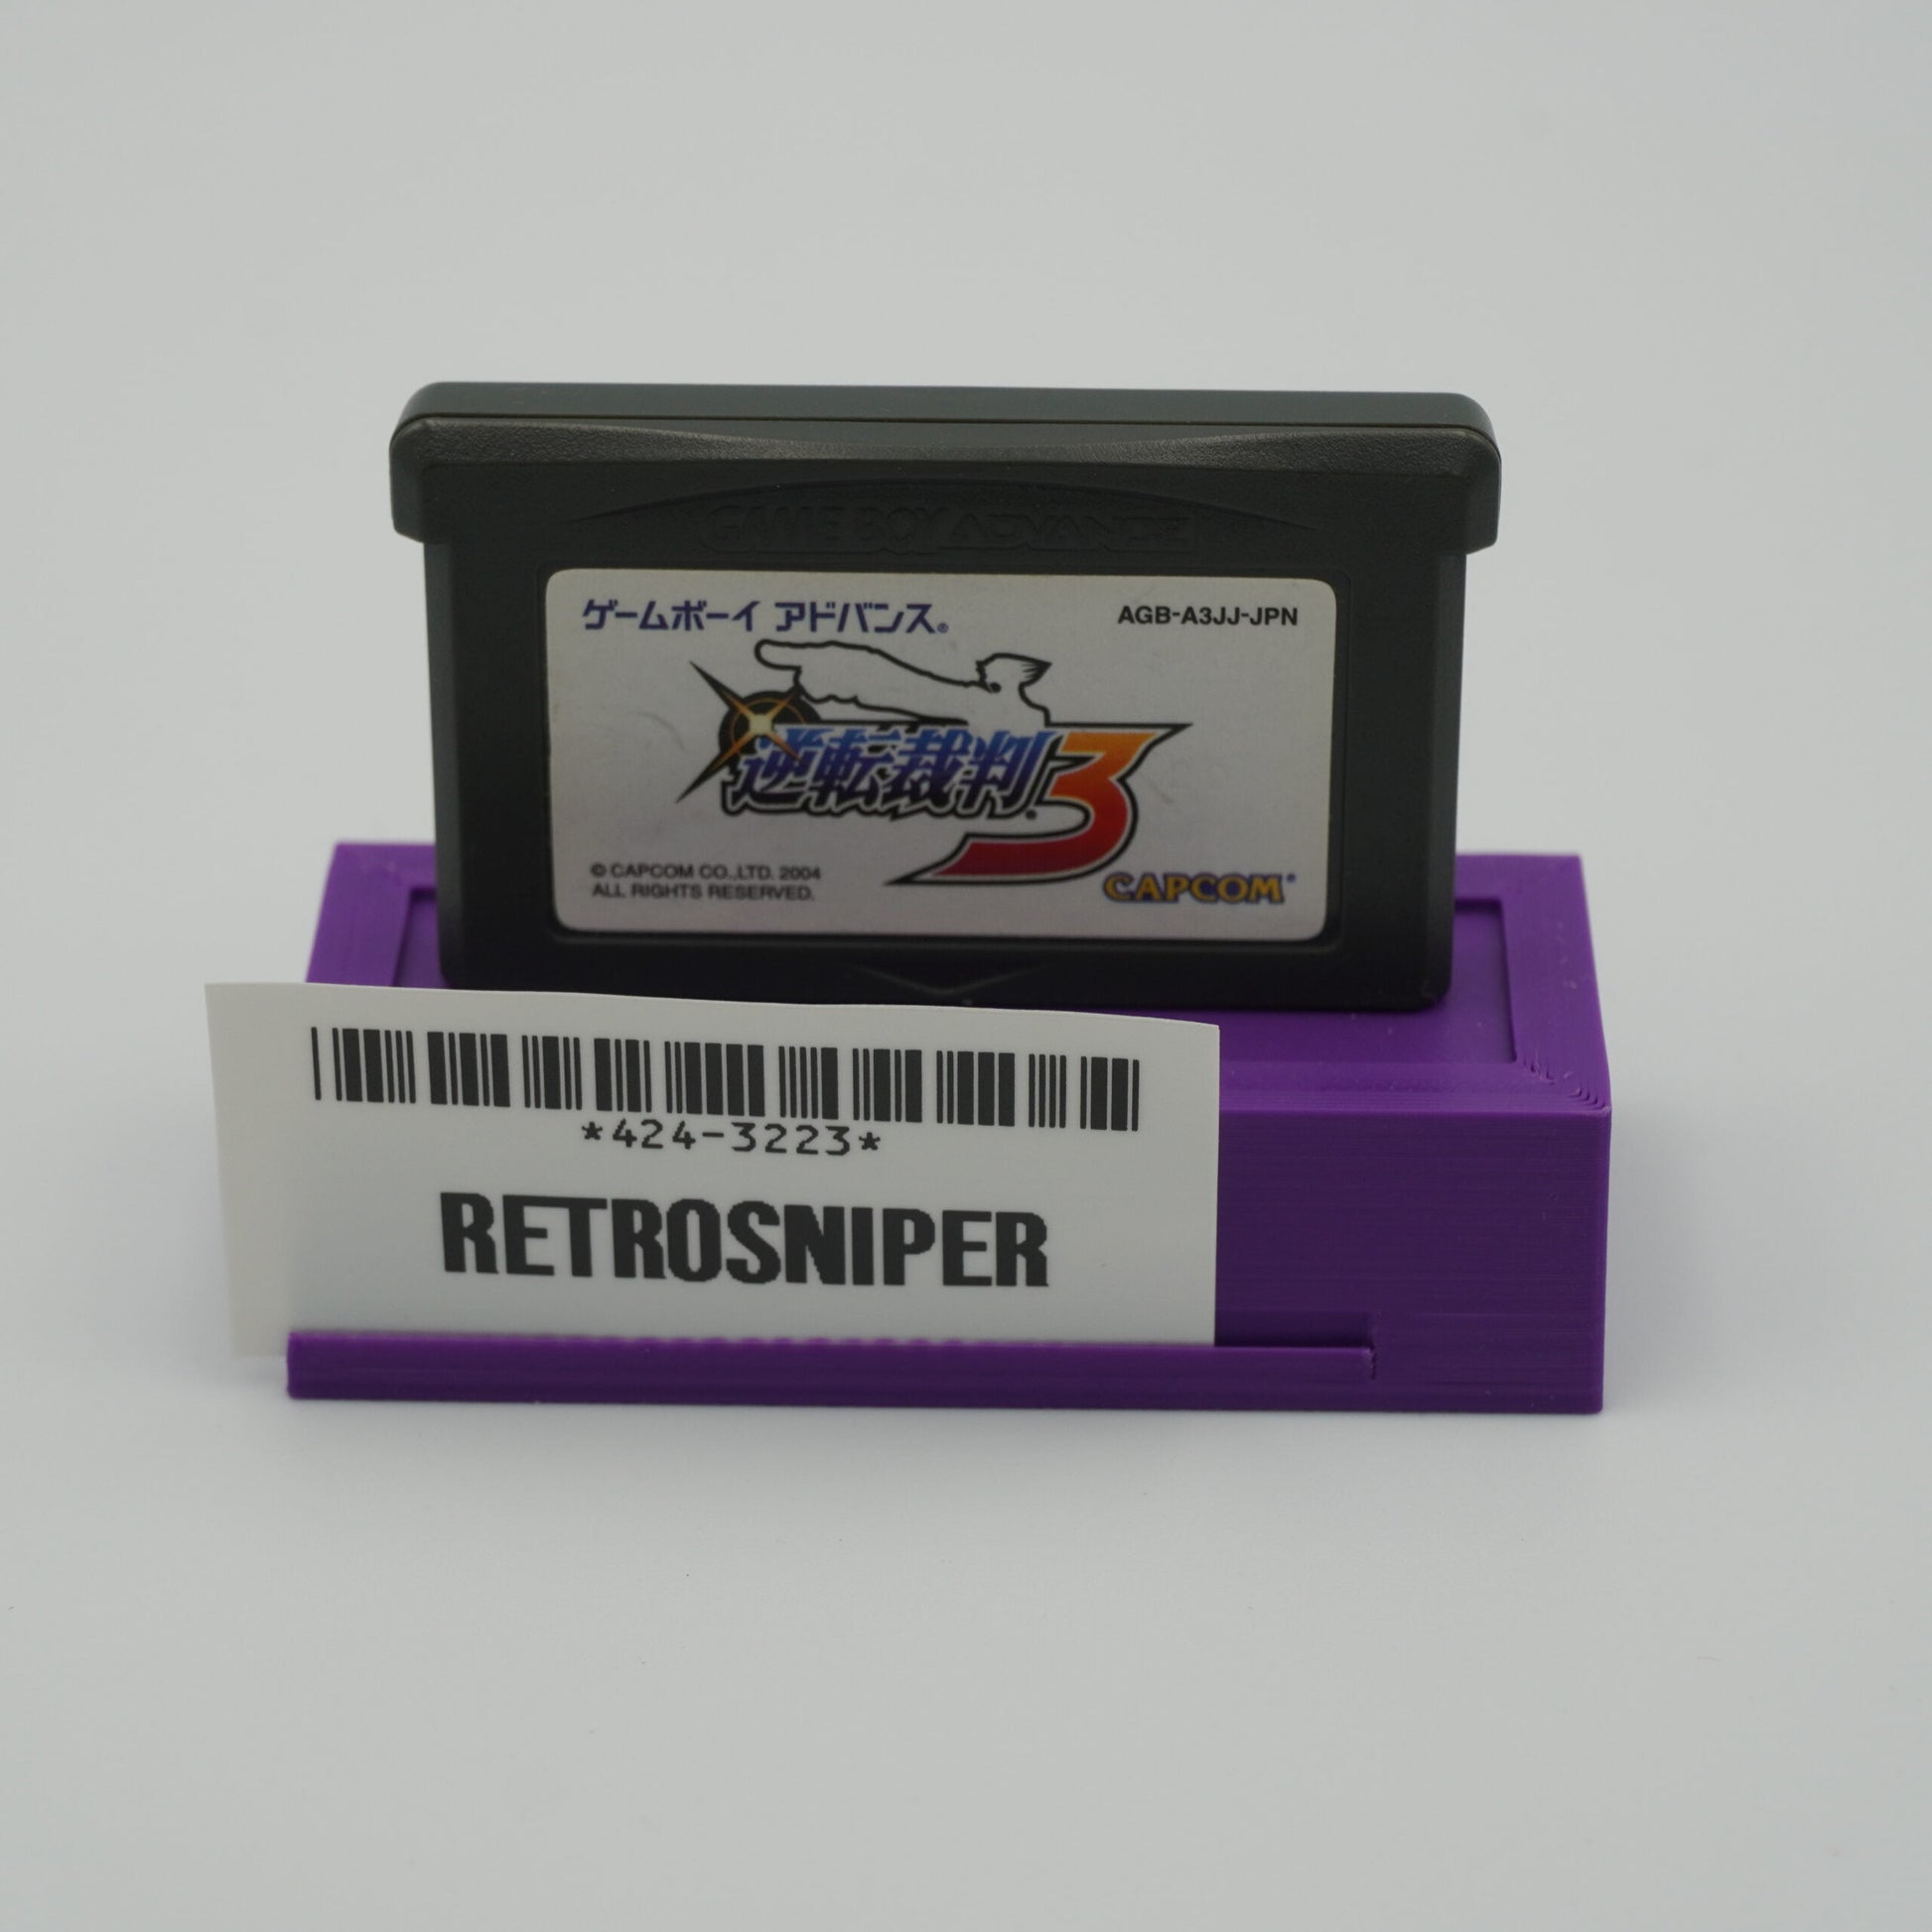 GAME BOY ADVANCE
ゲームボーイ アドバンス®
AGB-A3JJ-JPN
逆転裁判3
© CAPCOM CO.,LTD. 2004
ALL RIGHTS RESERVED.
CAPCOM®
*424-3223*
RETROSNIPER